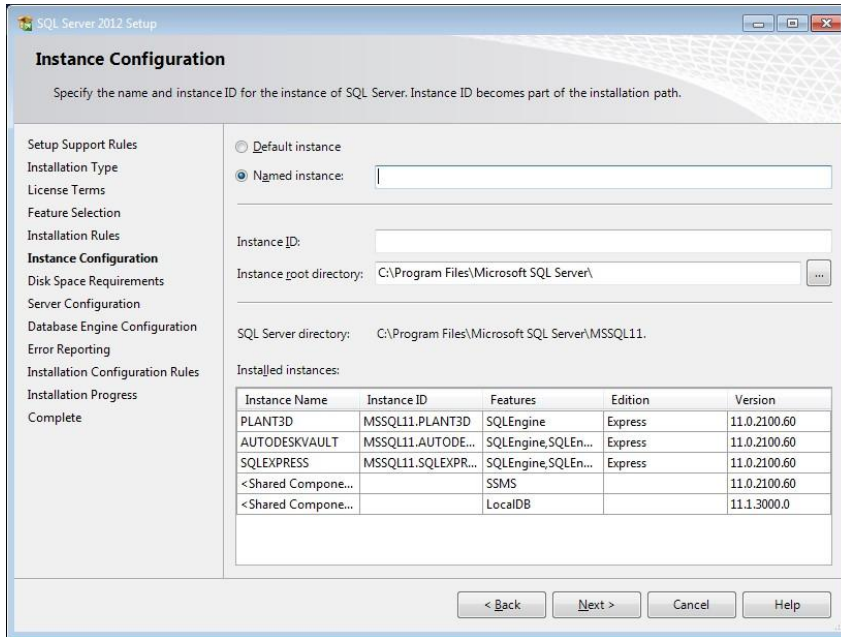 SQL Server 2012 Setup
Instance Configuration
Specify the name and instance ID for the instance of SQL Server. Instance ID becomes part of the installation path.
Setup Support Rules
Installation Type
License Terms
Feature Selection
Installation Rules
Instance Configuration
Disk Space Requirements
Server Configuration
Database Engine Configuration
Error Reporting
Installation Configuration Rules
Installation Progress
Complete
Default instance
Named instance:
Instance ID:
Instance root directory: C:\Program Files\Microsoft SQL Server\ ...
SQL Server directory: C:\Program Files\Microsoft SQL Server\MSSQL11.
Installed instances:
Instance Name Instance ID Features Edition Version
PLANT3D MSSQL11.PLANT3D SQLEngine Express 11.0.2100.60
AUTODESKVAULT MSSQL11.AUTODE... SQLEngine,SQLEn... Express 11.0.2100.60
SQLEXPRESS MSSQL11.SQLEXPR... SQLEngine,SQLEn... Express 11.0.2100.60
<Shared Compone... SSMS 11.0.2100.60
<Shared Compone... LocalDB 11.1.3000.0
< Back Next > Cancel Help